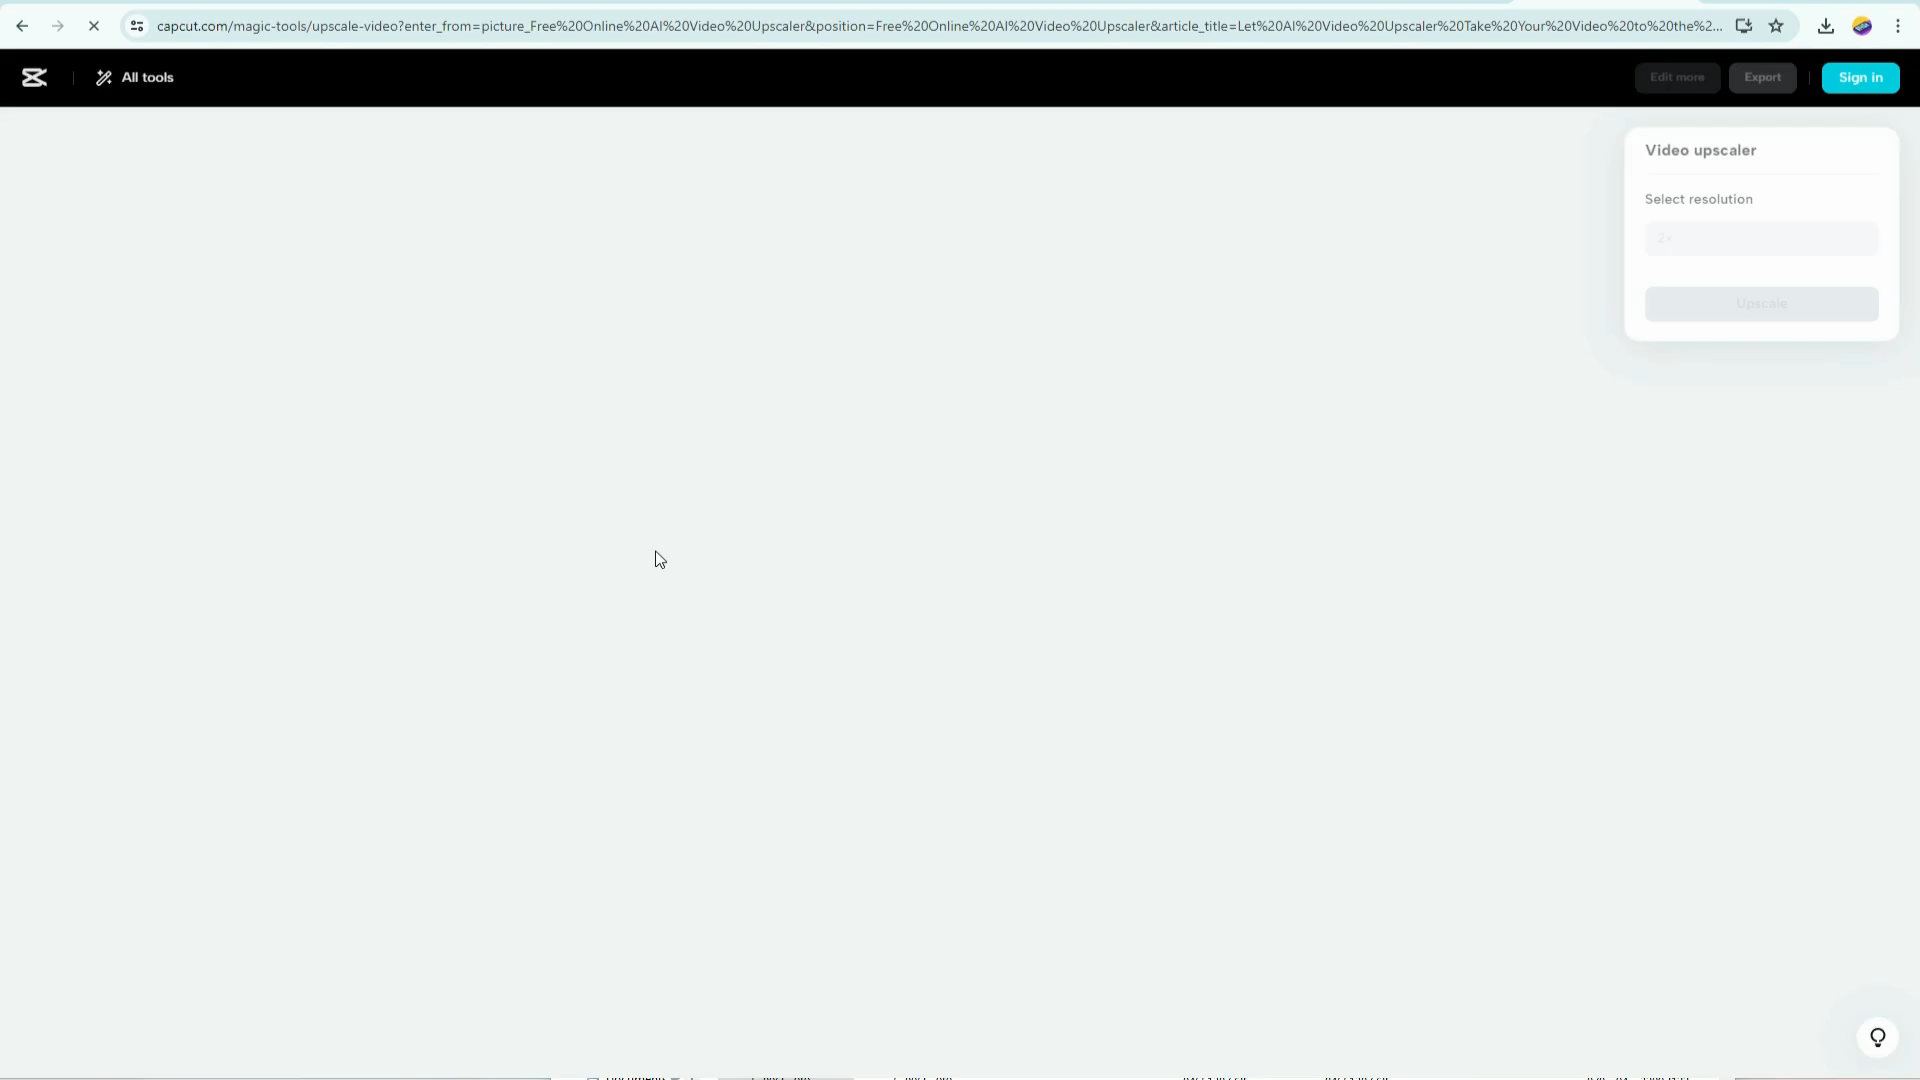 capcut.com/magic-tools/upscale-video?enter_from=picture_Free%20Online%20AI%20Video%20Upscaler&position=Free%20Online%20AI%20Video%20Upscaler&article_title=Let%20AI%20Video%20Upscaler%20Take%20Your%20Video%20to%20the%2...
All tools
Edit more
Export
Sign in
Video upscaler
Select resolution
2×
Upscale